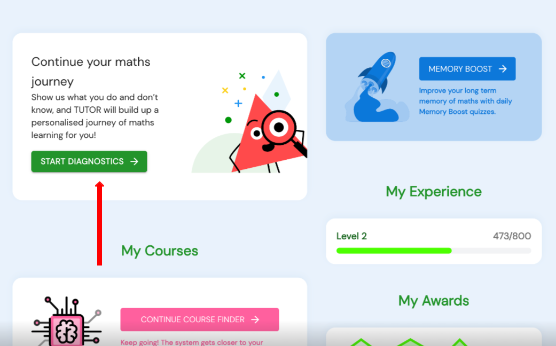 Continue your maths
journey
Show us what you do and don't
know, and TUTOR will build up a
personalised journey of maths
learning for you!
START DIAGNOSTICS
MEMORY BOOST
Improve your long term
memory of maths with daily
Memory Boost quizzes.
My Experience
Level 2 473/800
My Courses
My Awards
CONTINUE COURSE FINDER
Keep going! The system gets closer to your